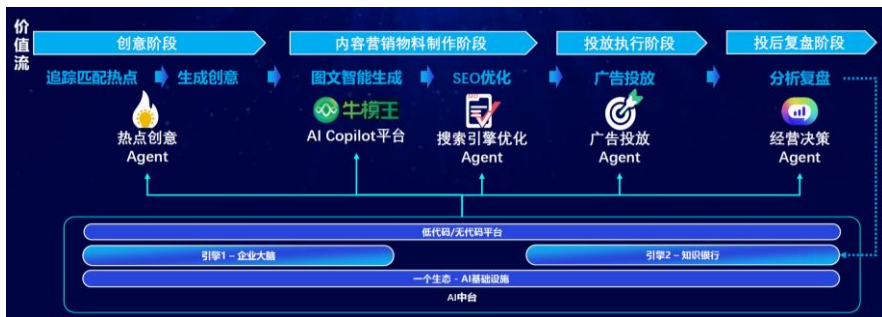 价值流
创意阶段
内容营销物料制作阶段
投放执行阶段
投后复盘阶段
追踪匹配热点
生成创意
图文智能生成
SEO优化
广告投放
分析复盘
牛模王
热点创意
Agent
AI Copilot平台
搜索引擎优化
Agent
广告投放
Agent
经营决策
Agent
低代码/无代码平台
引擎1 – 企业大脑
引擎2 – 知识银行
一个生态 - AI基础设施
AI中台